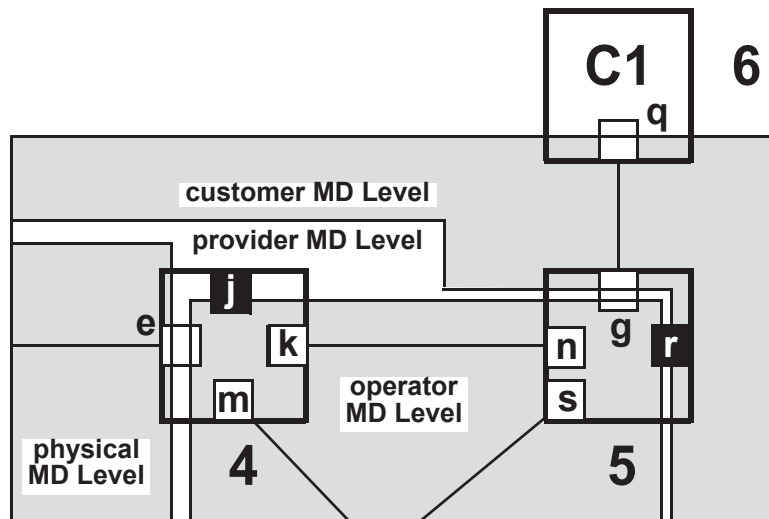 C1
6
q
customer MD Level
provider MD Level
j
e
k
n
g
r
m
operator
MD Level
s
physical
MD Level
4
5